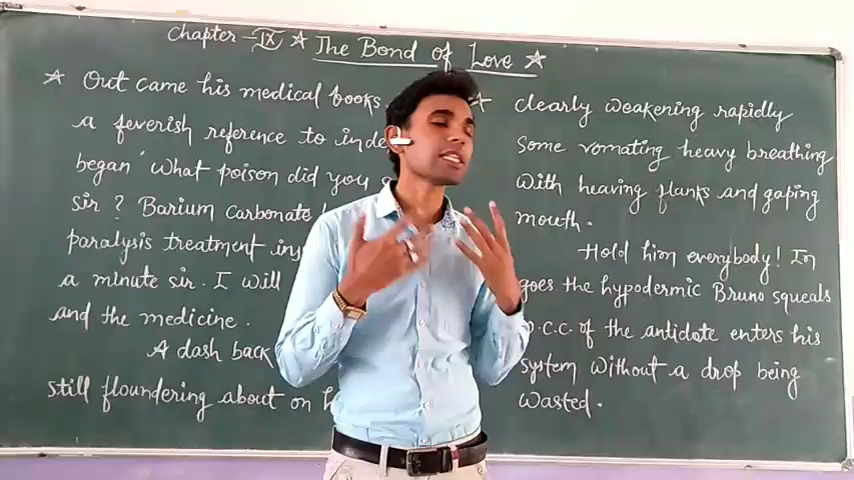 Chapter - IX ☆ The Bond of Love ☆
☆ Out came his medical books
a feverish reference to inde
began 'What poison did you
sir? Barium Carbonate
paralysis treatment in
a minute sir. I will
and the medicine.
A dash back
still floundering about on h
☆ clearly weakening rapidly
Some vomating heavy breathing
with heaving flanks and gaping
mouth.
Hold him everybody! In
goes the hypodermic Bruno squeals
C.C. of the antidote enters his
system without a drop being
wasted.